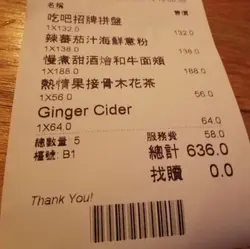 名稱 售價
吃吧招牌拼盤
1X132.0 132.0
辣蕃茄汁海鮮意粉
1X138.0 138.0
慢煮甜酒燴和牛面頰
1X188.0 188.0
熱情果接骨木花茶
1X56.0 56.0
Ginger Cider
1X64.0 64.0
總數量 5 服務費 58.0
檯號: B1 總計 636.0
找贖 0.0
Thank You!